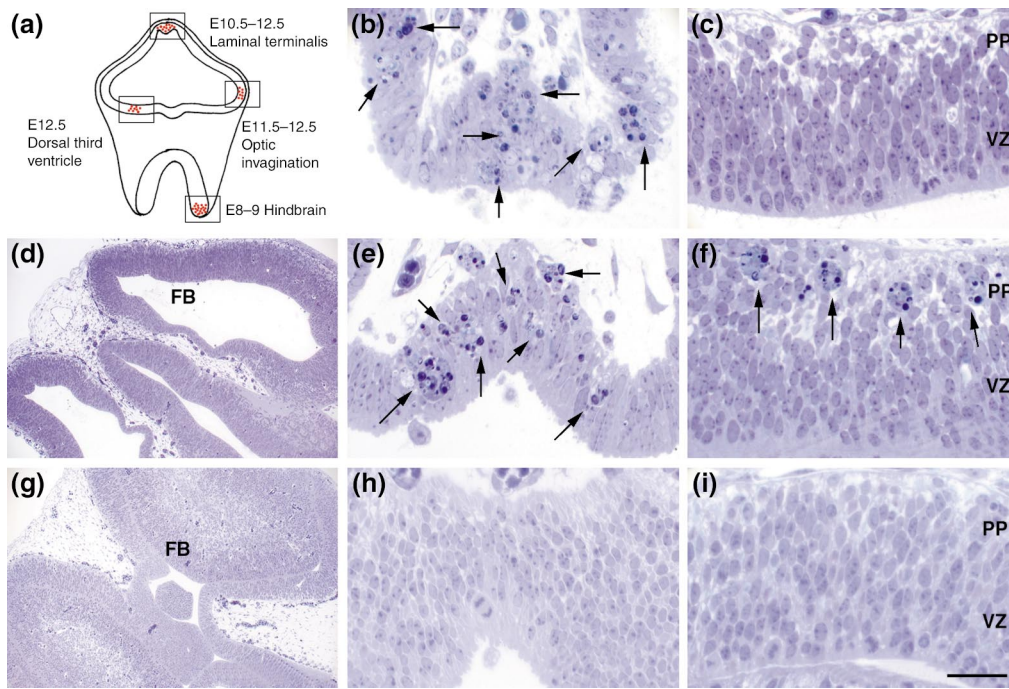 (a)
E10.5–12.5
Laminal terminalis
E12.5
Dorsal third
ventricle
E11.5–12.5
Optic
invagination
E8–9 Hindbrain
(b)
(c)
PP
VZ
(d)
FB
(e)
(f)
PP
VZ
(g)
FB
(h)
(i)
PP
VZ